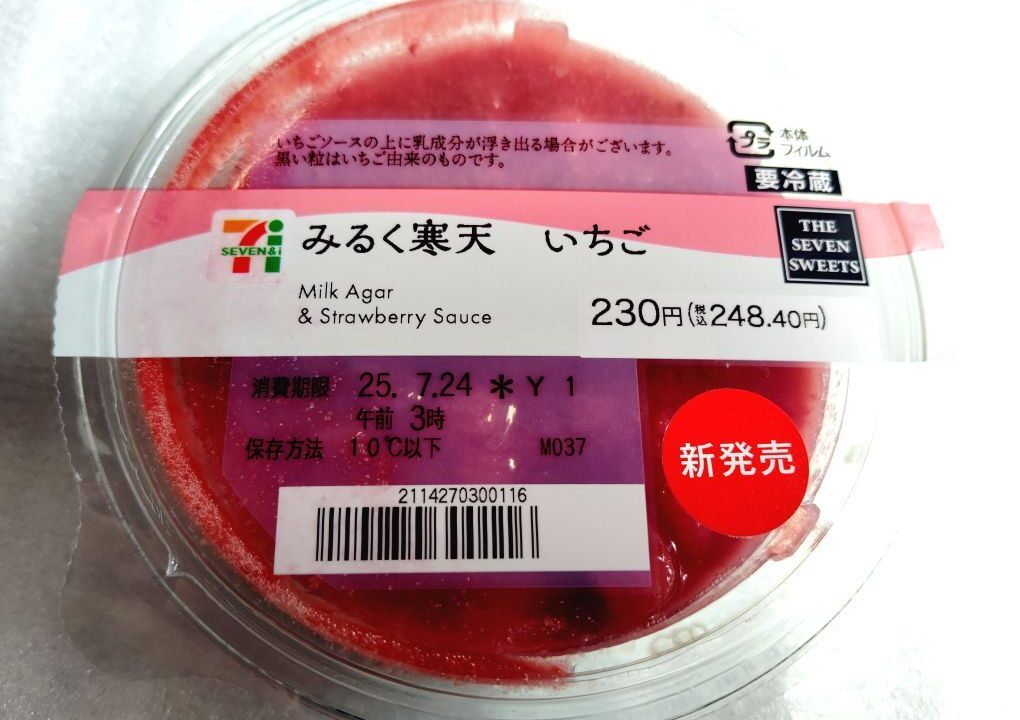 いちごソースの上に乳成分が浮き出る場合がございます。
黒い粒はいちご由来のものです。
プラ
本体
フィルム
要冷蔵
7i
SEVEN&i
みるく寒天 いちご
Milk Agar
& Strawberry Sauce
THE
SEVEN
SWEETS
230円(税込248.40円)
消費期限 25. 7.24 * Y 1
午前 3時
保存方法 10℃以下 M037
新発売
2114270300116